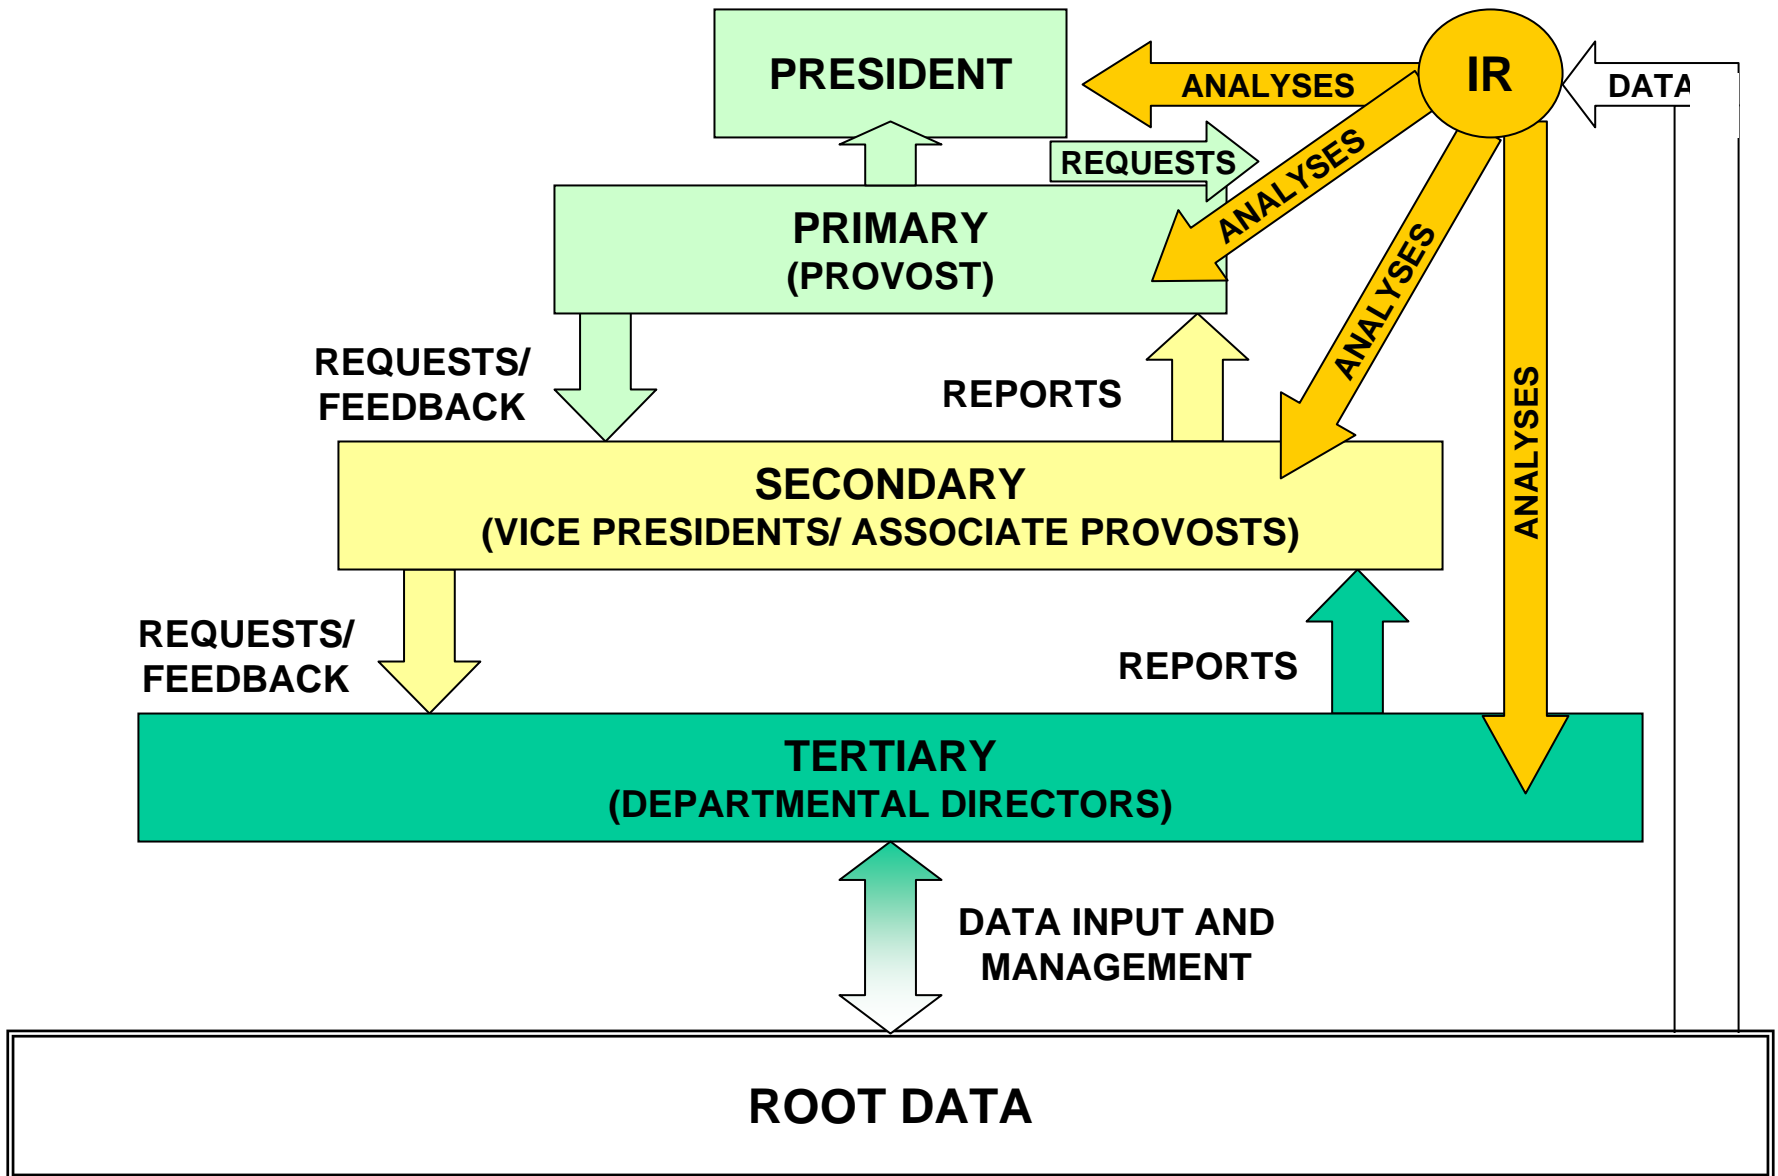 PRESIDENT
ANALYSES
IR
DATA
REQUESTS
ANALYSES
PRIMARY
(PROVOST)
ANALYSES
REQUESTS/
FEEDBACK
REPORTS
ANALYSES
SECONDARY
(VICE PRESIDENTS/ ASSOCIATE PROVOSTS)
REQUESTS/
FEEDBACK
REPORTS
TERTIARY
(DEPARTMENTAL DIRECTORS)
DATA INPUT AND
MANAGEMENT
ROOT DATA